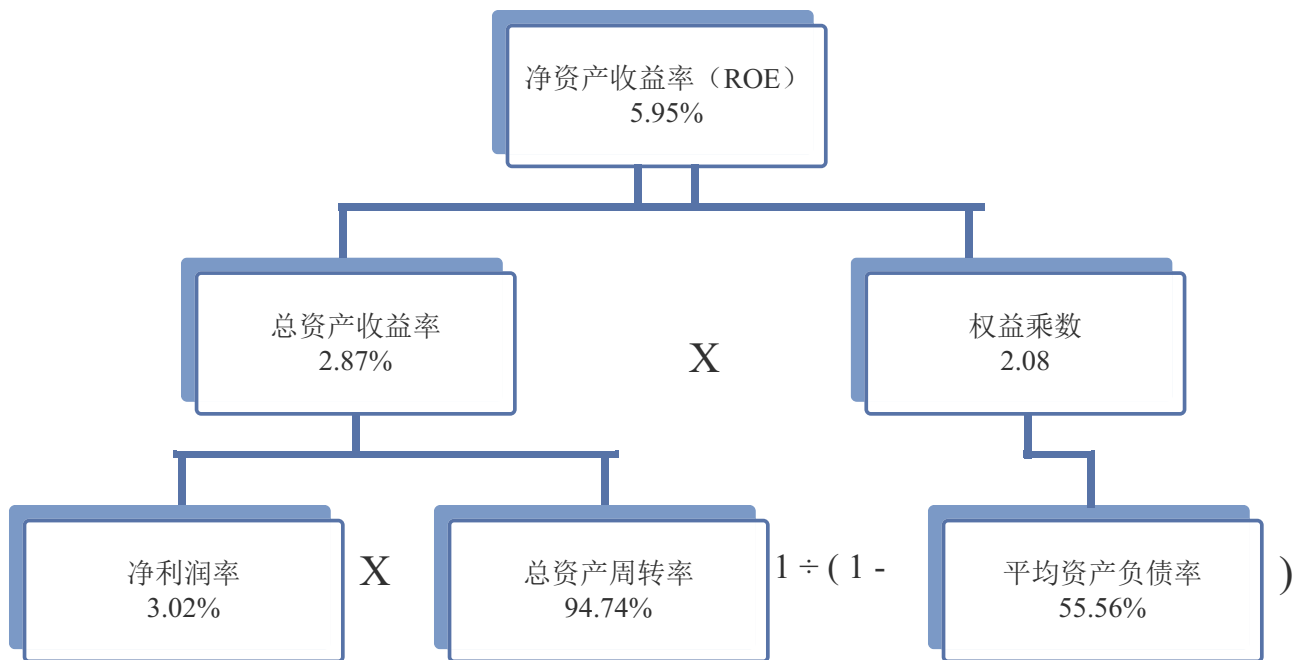 净资产收益率（ROE）
5.95%
总资产收益率
2.87%
X
权益乘数
2.08
净利润率
3.02%
X
总资产周转率
94.74%
1 ÷ ( 1 -
平均资产负债率
55.56%
)